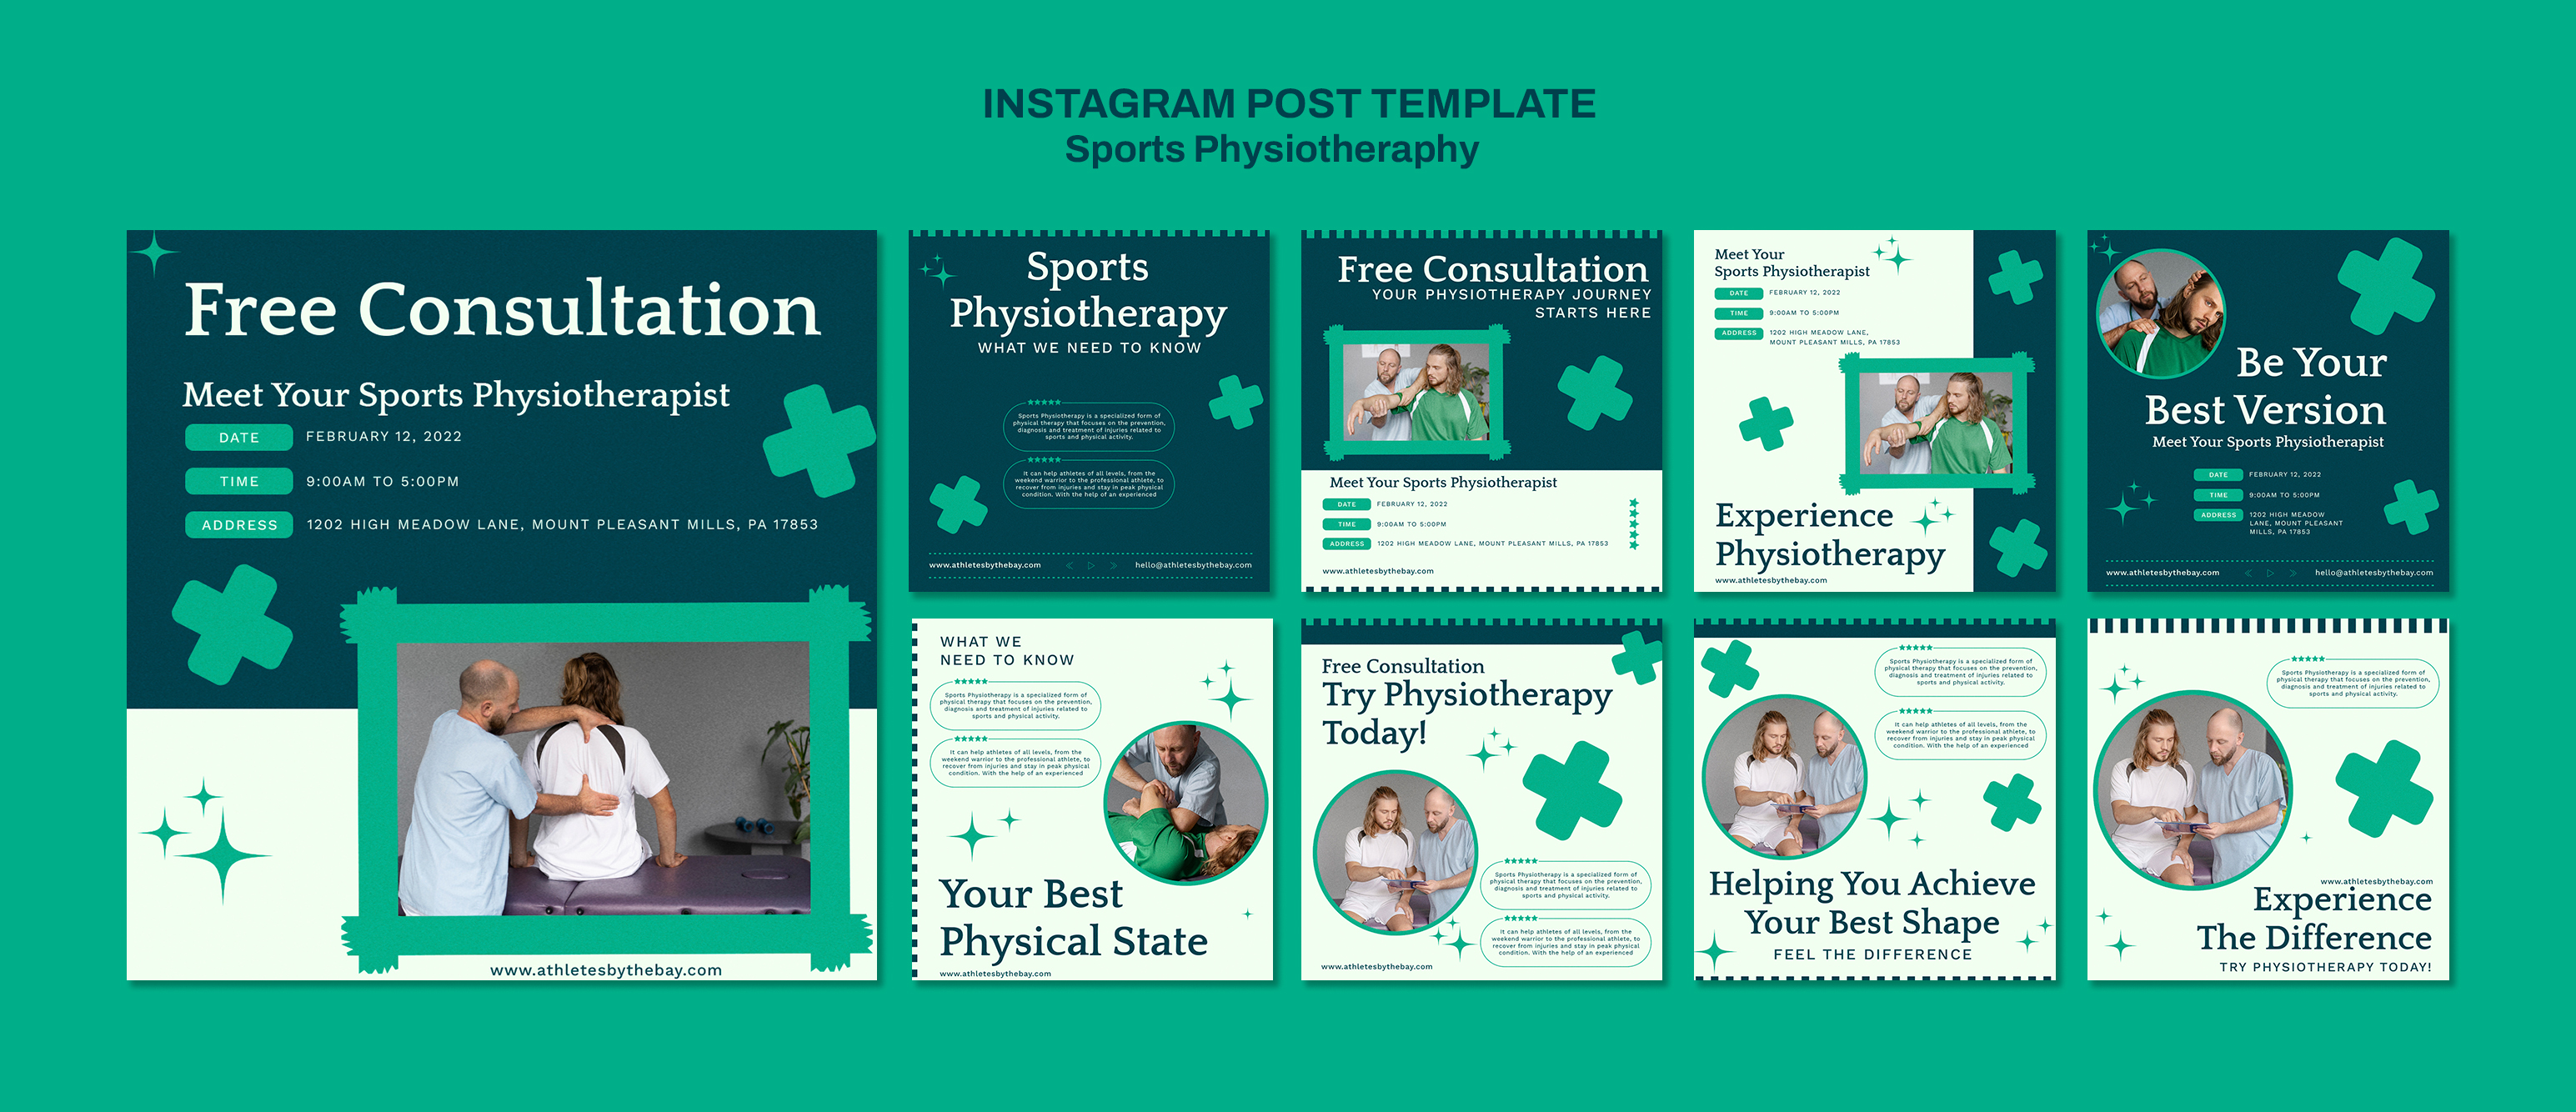 INSTAGRAM POST TEMPLATE
Sports Physiotheraphy
Free Consultation
Meet Your Sports Physiotherapist
DATE FEBRUARY 12, 2022
TIME 9:00AM TO 5:00PM
ADDRESS 1202 HIGH MEADOW LANE, MOUNT PLEASANT MILLS, PA 17853
www.athletesbythebay.com
Sports
Physiotherapy
WHAT WE NEED TO KNOW
Sports Physiotherapy is a specialized form of
physical therapy that focuses on the prevention,
diagnosis and treatment of injuries related to
sports and physical activity.
It can help athletes of all levels, from the
weekend warrior to the professional athlete, to
recover from injuries and stay in peak physical
condition. With the help of an experienced
www.athletesbythebay.com hello@athletesbythebay.com
Free Consultation
YOUR PHYSIOTHERAPY JOURNEY
STARTS HERE
Meet Your Sports Physiotherapist
DATE FEBRUARY 12, 2022
TIME 9:00AM TO 5:00PM
ADDRESS 1202 HIGH MEADOW LANE, MOUNT PLEASANT MILLS, PA 17853
www.athletesbythebay.com
Meet Your
Sports Physiotherapist
DATE FEBRUARY 12, 2022
TIME 9:00AM TO 5:00PM
ADDRESS 1202 HIGH MEADOW LANE,
MOUNT PLEASANT MILLS, PA 17853
Experience
Physiotherapy
www.athletesbythebay.com
Be Your
Best Version
Meet Your Sports Physiotherapist
DATE FEBRUARY 12, 2022
TIME 9:00AM TO 5:00PM
ADDRESS 1202 HIGH MEADOW
LANE, MOUNT PLEASANT
MILLS, PA 17853
www.athletesbythebay.com hello@athletesbythebay.com
WHAT WE
NEED TO KNOW
Sports Physiotherapy is a specialized form of
physical therapy that focuses on the prevention,
diagnosis and treatment of injuries related to
sports and physical activity.
It can help athletes of all levels, from the
weekend warrior to the professional athlete, to
recover from injuries and stay in peak physical
condition. With the help of an experienced
Your Best
Physical State
www.athletesbythebay.com
Free Consultation
Try Physiotherapy
Today!
Sports Physiotherapy is a specialized form of
physical therapy that focuses on the prevention,
diagnosis and treatment of injuries related to
sports and physical activity.
It can help athletes of all levels, from the
weekend warrior to the professional athlete, to
recover from injuries and stay in peak physical
condition. With the help of an experienced
www.athletesbythebay.com
Sports Physiotherapy is a specialized form of
physical therapy that focuses on the prevention,
diagnosis and treatment of injuries related to
sports and physical activity.
It can help athletes of all levels, from the
weekend warrior to the professional athlete, to
recover from injuries and stay in peak physical
condition. With the help of an experienced
Helping You Achieve
Your Best Shape
FEEL THE DIFFERENCE
Sports Physiotherapy is a specialized form of
physical therapy that focuses on the prevention,
diagnosis and treatment of injuries related to
sports and physical activity.
www.athletesbythebay.com
Experience
The Difference
TRY PHYSIOTHERAPY TODAY!